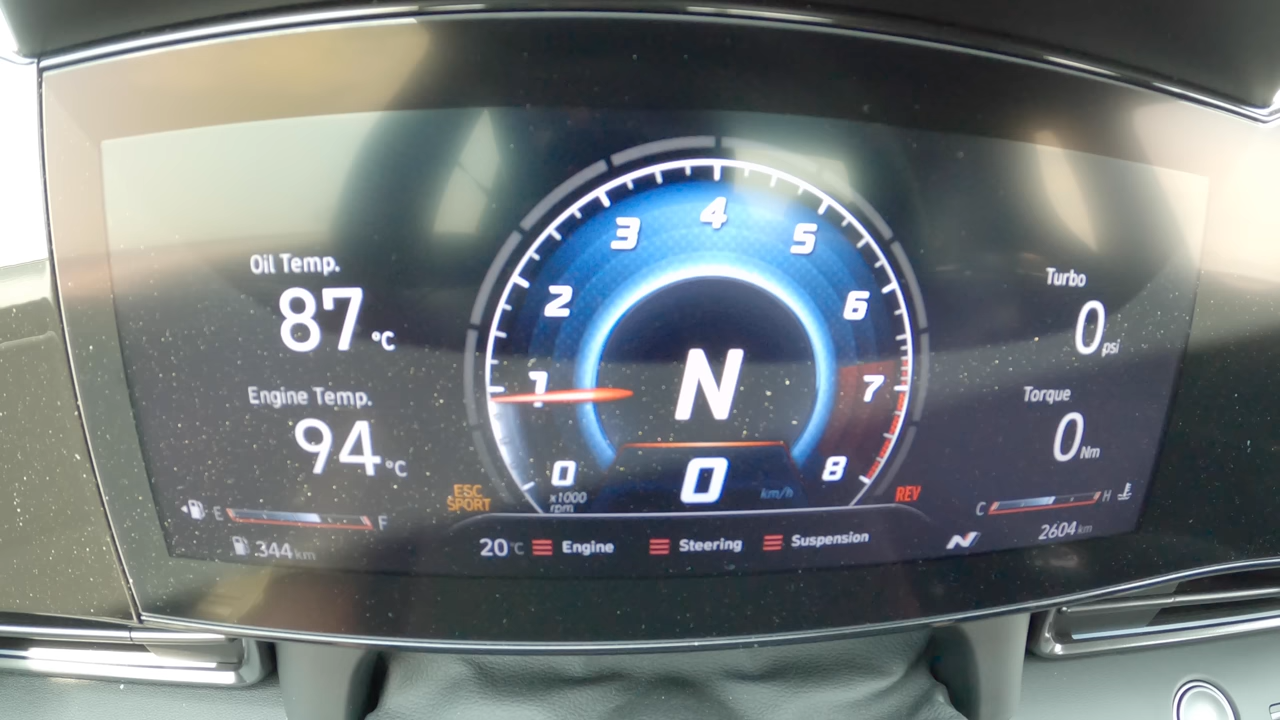 Oil Temp.
87 °C
Engine Temp.
94 °C
E F
344 km
ESC
SPORT
0 1 2 3 4 5 6 7 8
x1000
rpm
N
0 km/h
REV
20°C Engine Steering Suspension
Turbo
0 psi
Torque
0 Nm
C H
N 2604 km